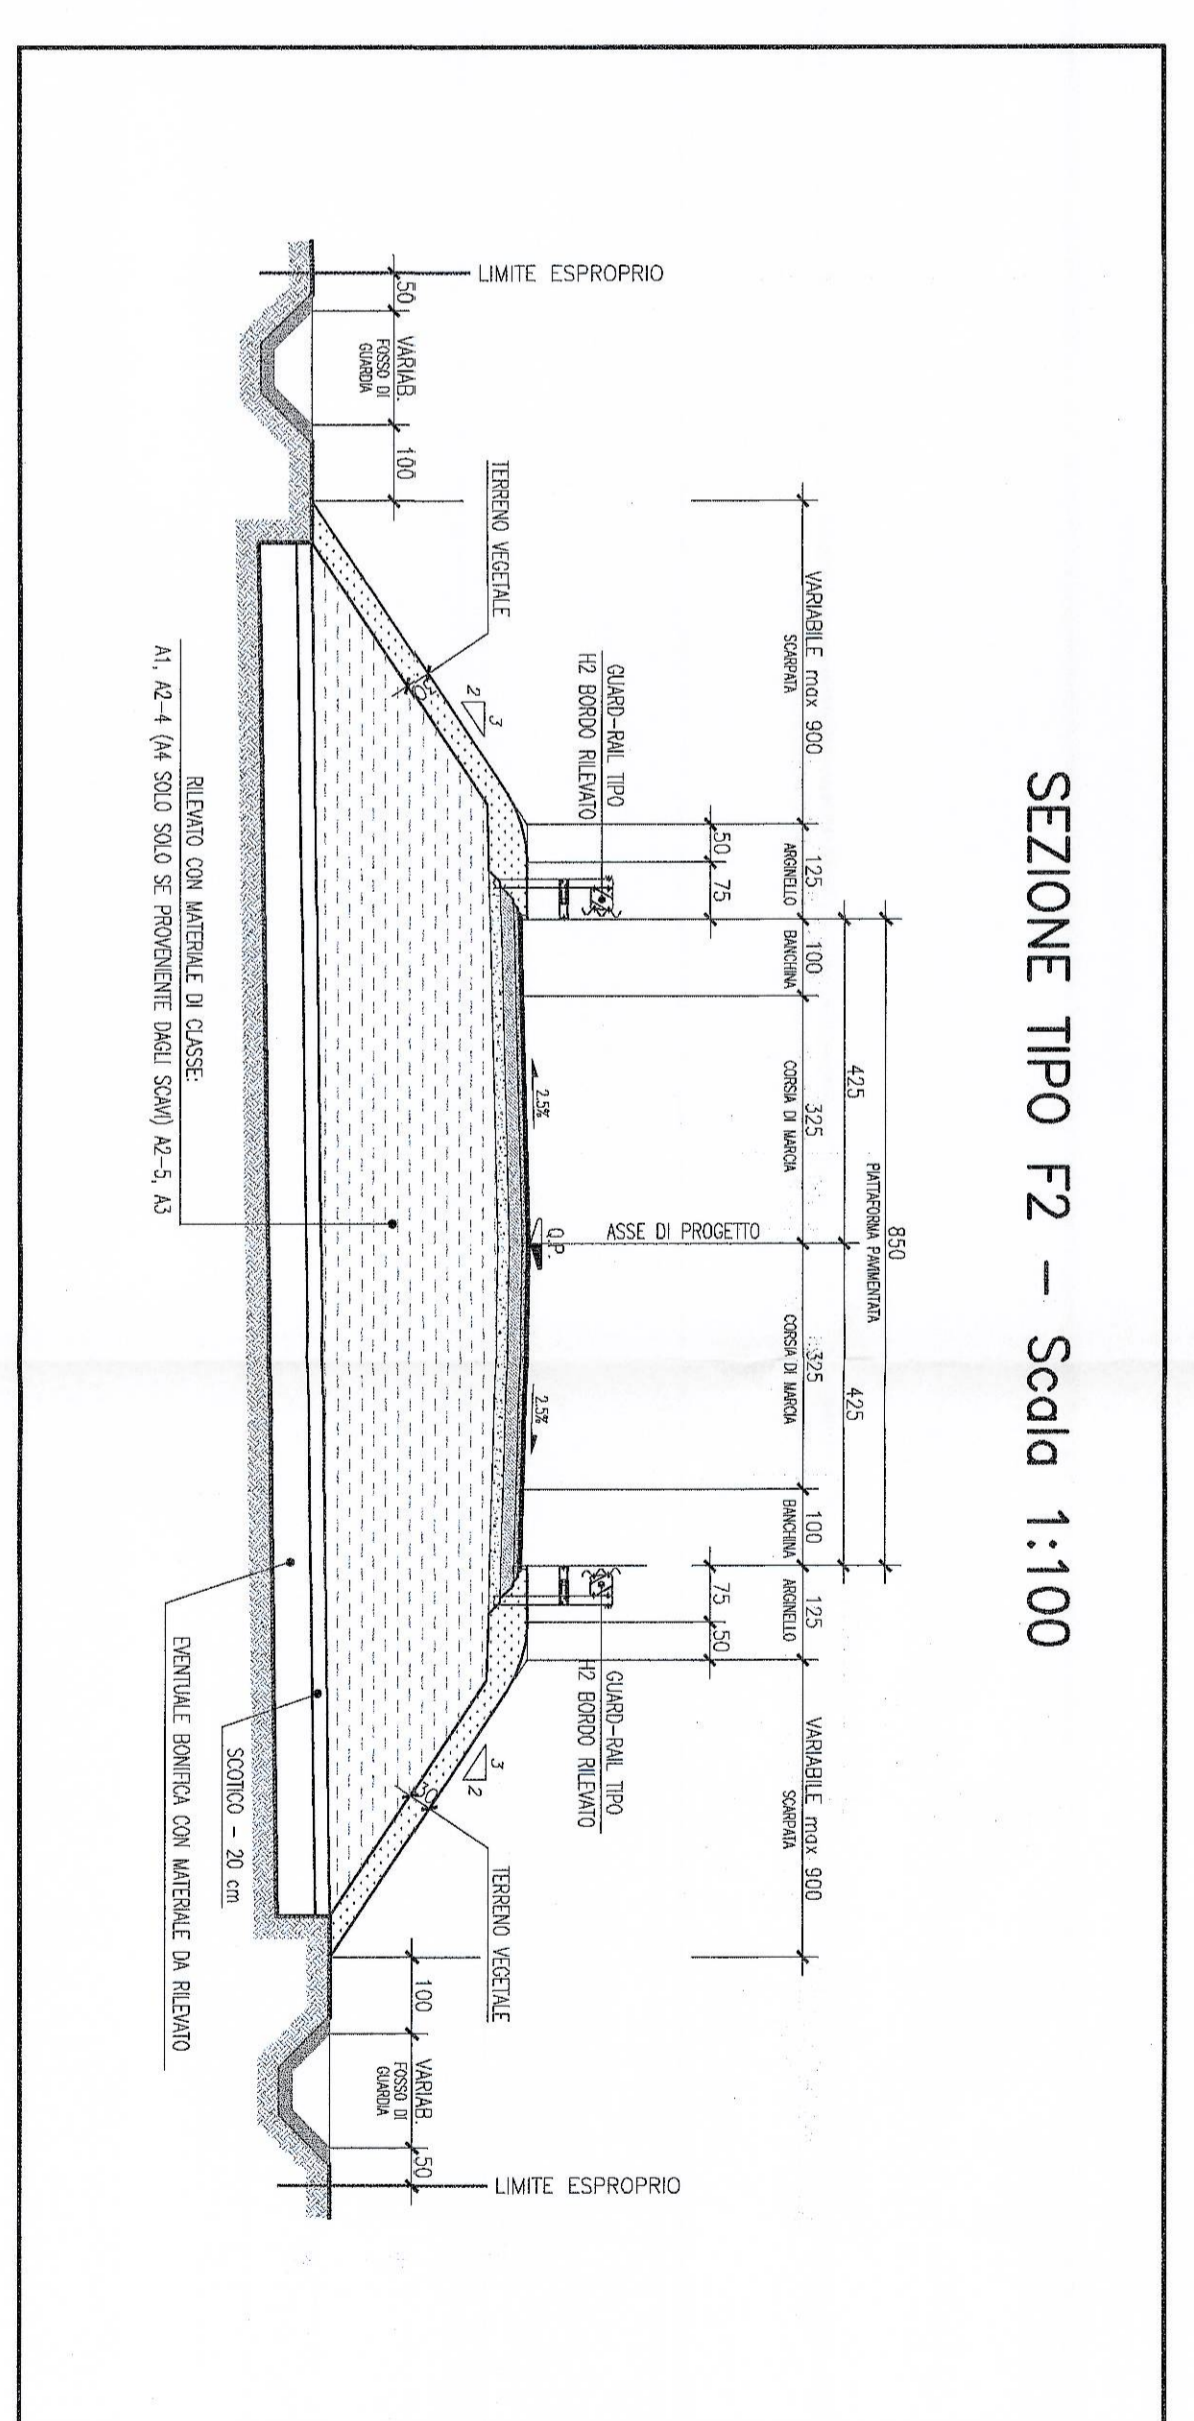 SEZIONE TIPO F2 – Scala 1:100
850
PIATTAFORMA PAVIMENTATA
425
425
VARIABILE max 900
SCARPATA
125
ARGINELLO
100
BANCHINA
325
CORSIA DI MARCIA
325
CORSIA DI MARCIA
100
BANCHINA
125
ARGINELLO
VARIABILE max 900
SCARPATA
50
75
75
50
GUARD-RAIL TIPO
H2 BORDO RILEVATO
ASSE DI PROGETTO
GUARD-RAIL TIPO
H2 BORDO RILEVATO
LIMITE ESPROPRIO
TERRENO VEGETALE
2.5%
Q.P.
2.5%
TERRENO VEGETALE
LIMITE ESPROPRIO
3
2
30
3
2
30
50
VARIAB.
FOSSO DI
GUARDIA
100
100
VARIAB.
FOSSO DI
GUARDIA
50
SCOTICO – 20 cm
RILEVATO CON MATERIALE DI CLASSE:
A1, A2-4 (A4 SOLO SOLO SE PROVENIENTE DAGLI SCAVI) A2-5, A3
EVENTUALE BONIFICA CON MATERIALE DA RILEVATO